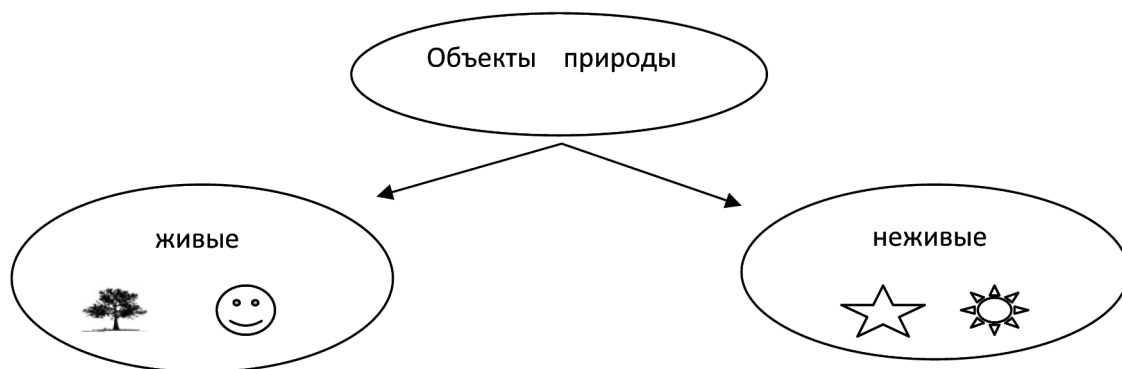 Объекты природы
живые
неживые